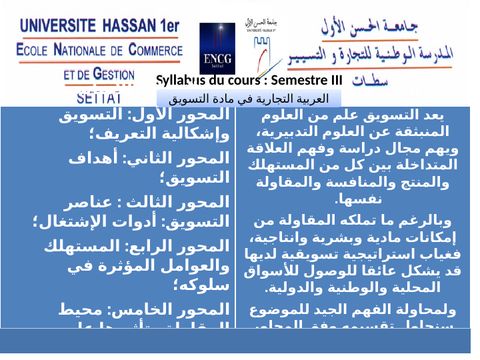 UNIVERSITE HASSAN 1er
ECOLE NATIONALE DE COMMERCE
ET DE GESTION
SETTAT
ENCG
Settat
جامعة الحسن الأول
المدرسة الوطنية للتجارة و التسيير
سطات
Syllabus du cours : Semestre III
العربية التجارية في مادة التسويق
يعد التسويق علم من العلوم
المنبثقة عن العلوم التدبيرية،
ويهم مجال دراسة وفهم العلاقة
المتداخلة بين كل من المستهلك
والمنتج والمنافسة والمقاولة
نفسها.
وبالرغم ما تملكه المقاولة من
إمكانات مادية وبشرية وانتاجية،
فغياب استراتيجية تسويقية لديها
قد يشكل عائقا للوصول للأسواق
المحلية والوطنية والدولية.
ولمحاولة الفهم الجيد للموضوع
سنحاول تقسيمه وفق المحاور
المحور الأول: التسويق
وإشكالية التعريف؛
المحور الثاني: أهداف
التسويق؛
المحور الثالث : عناصر
التسويق: أدوات الإشتغال؛
المحور الرابع: المستهلك
والعوامل المؤثرة في
سلوكه؛
المحور الخامس: محيط